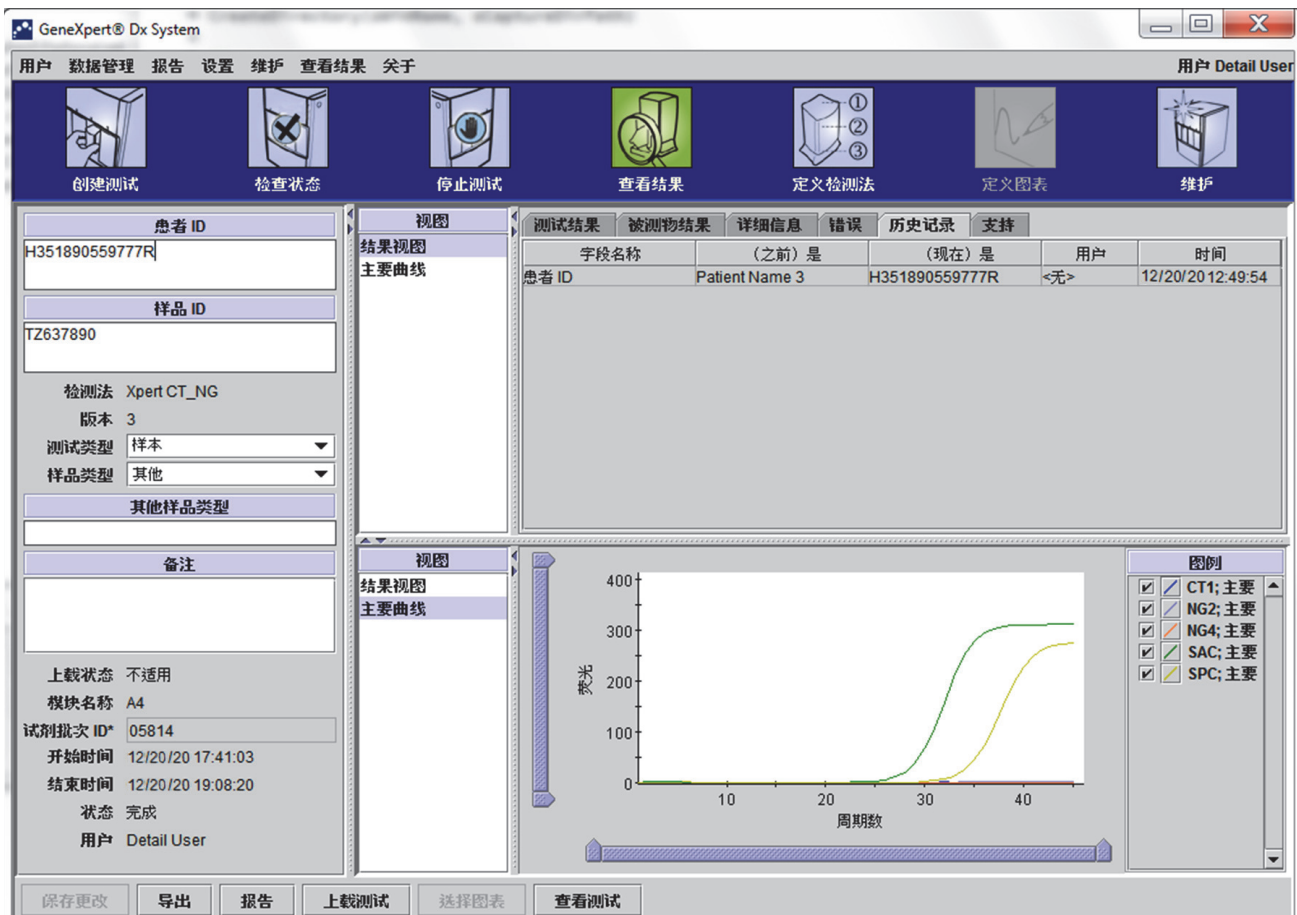 GeneXpert® Dx System
用户 数据管理 报告 设置 维护 查看结果 关于
用户 Detail User
创建测试 检查状态 停止测试 查看结果 定义检测法 定义图表 维护
患者 ID
H351890559777R
样品 ID
TZ637890
检测法 Xpert CT_NG
版本 3
测试类型 样本
样品类型 其他
其他样品类型
备注
上载状态 不适用
模块名称 A4
试剂批次 ID* 05814
开始时间 12/20/20 17:41:03
结束时间 12/20/20 19:08:20
状态 完成
用户 Detail User
视图
结果视图
主要曲线
测试结果 被测物结果 详细信息 错误 历史记录 支持
字段名称 (之前) 是 (现在) 是 用户 时间
患者 ID Patient Name 3 H351890559777R <无> 12/20/20 12:49:54
视图
结果视图
主要曲线
400
300
200
100
0
荧光
10 20 30 40
周期数
图例
CT1; 主要
NG2; 主要
NG4; 主要
SAC; 主要
SPC; 主要
保存更改 导出 报告 上载测试 选择图表 查看测试